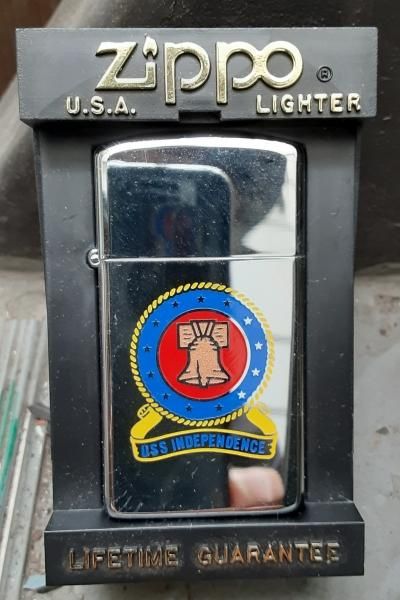 Zippo ®
U.S.A. LIGHTER
USS INDEPENDENCE
LIFETIME GUARANTEE